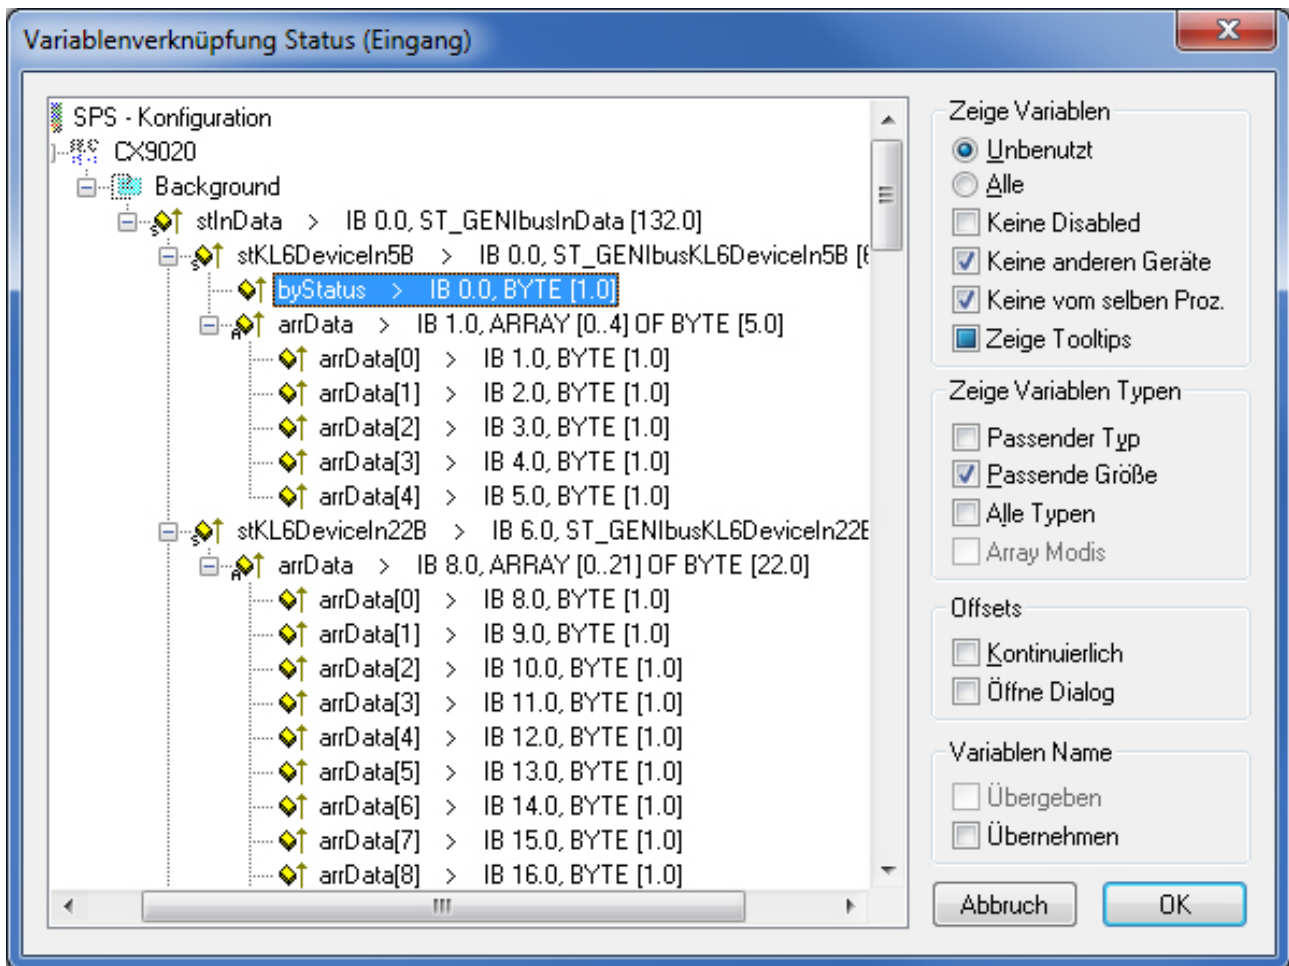 Variablenverknüpfung Status (Eingang)
SPS - Konfiguration
CX9020
Background
stInData > IB 0.0, ST_GENIbusInData [132.0]
stKL6DeviceIn5B > IB 0.0, ST_GENIbusKL6DeviceIn5B [6
byStatus > IB 0.0, BYTE [1.0]
arrData > IB 1.0, ARRAY [0..4] OF BYTE [5.0]
arrData[0] > IB 1.0, BYTE [1.0]
arrData[1] > IB 2.0, BYTE [1.0]
arrData[2] > IB 3.0, BYTE [1.0]
arrData[3] > IB 4.0, BYTE [1.0]
arrData[4] > IB 5.0, BYTE [1.0]
stKL6DeviceIn22B > IB 6.0, ST_GENIbusKL6DeviceIn22B
arrData > IB 8.0, ARRAY [0..21] OF BYTE [22.0]
arrData[0] > IB 8.0, BYTE [1.0]
arrData[1] > IB 9.0, BYTE [1.0]
arrData[2] > IB 10.0, BYTE [1.0]
arrData[3] > IB 11.0, BYTE [1.0]
arrData[4] > IB 12.0, BYTE [1.0]
arrData[5] > IB 13.0, BYTE [1.0]
arrData[6] > IB 14.0, BYTE [1.0]
arrData[7] > IB 15.0, BYTE [1.0]
arrData[8] > IB 16.0, BYTE [1.0]
Zeige Variablen
Unbenutzt
Alle
Keine Disabled
Keine anderen Geräte
Keine vom selben Proz.
Zeige Tooltips
Zeige Variablen Typen
Passender Typ
Passende Größe
Alle Typen
Array Modis
Offsets
Kontinuierlich
Öffne Dialog
Variablen Name
Übergeben
Übernehmen
Abbruch
OK